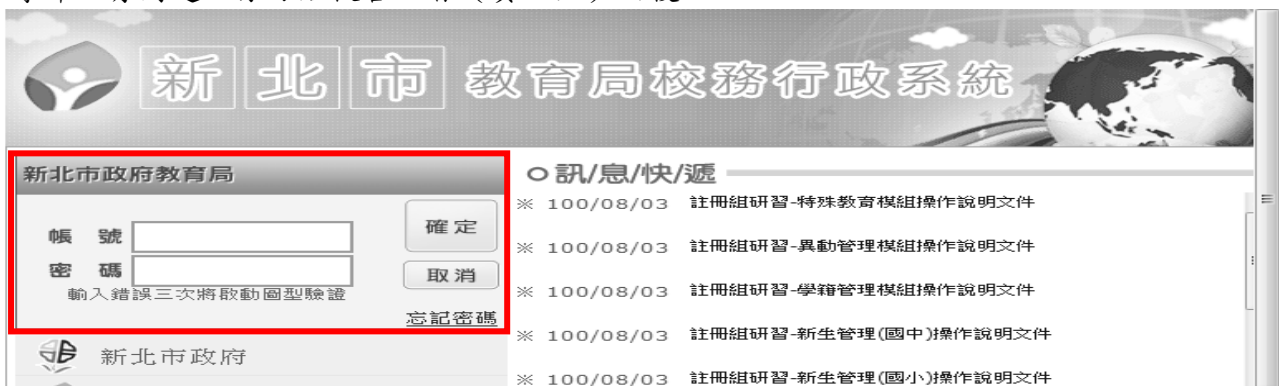 新北市教育局校務行政系統
新北市政府教育局
帳 號
確定
密 碼
取消
輸入錯誤三次將啟動圖型驗證
忘記密碼
新北市政府
訊/息/快/遞
※ 100/08/03 註冊組研習-特殊教育模組操作說明文件
※ 100/08/03 註冊組研習-異動管理模組操作說明文件
※ 100/08/03 註冊組研習-學籍管理模組操作說明文件
※ 100/08/03 註冊組研習-新生管理(國中)操作說明文件
※ 100/08/03 註冊組研習-新生管理(國小)操作說明文件